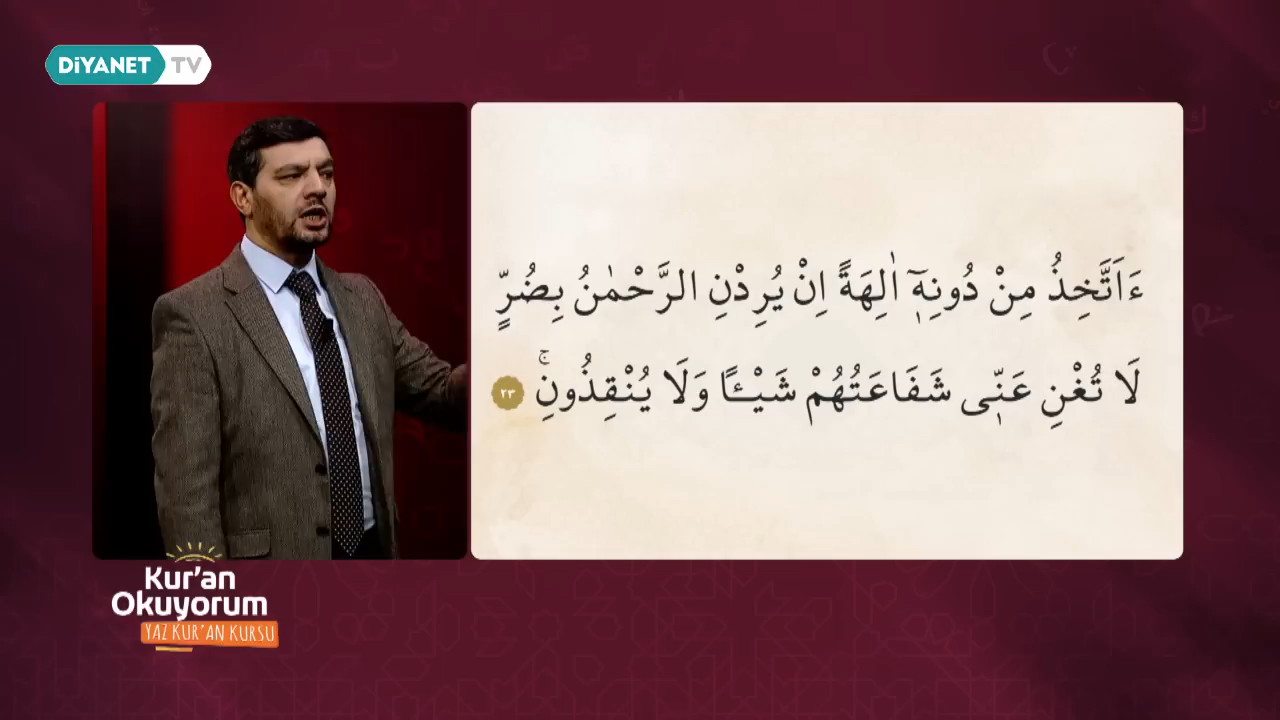 DİYANET TV
ءَاَتَّخِذُ مِنْ دُونِهٖٓ اٰلِهَةً اِنْ يُرِدْنِ الرَّحْمٰنُ بِضُرٍّ
لَا تُغْنِ عَنّٖى شَفَاعَتُهُمْ شَيْـًٔا وَلَا يُنْقِذُونِۚ ٢٣
Kur'an
Okuyorum
YAZ KUR'AN KURSU